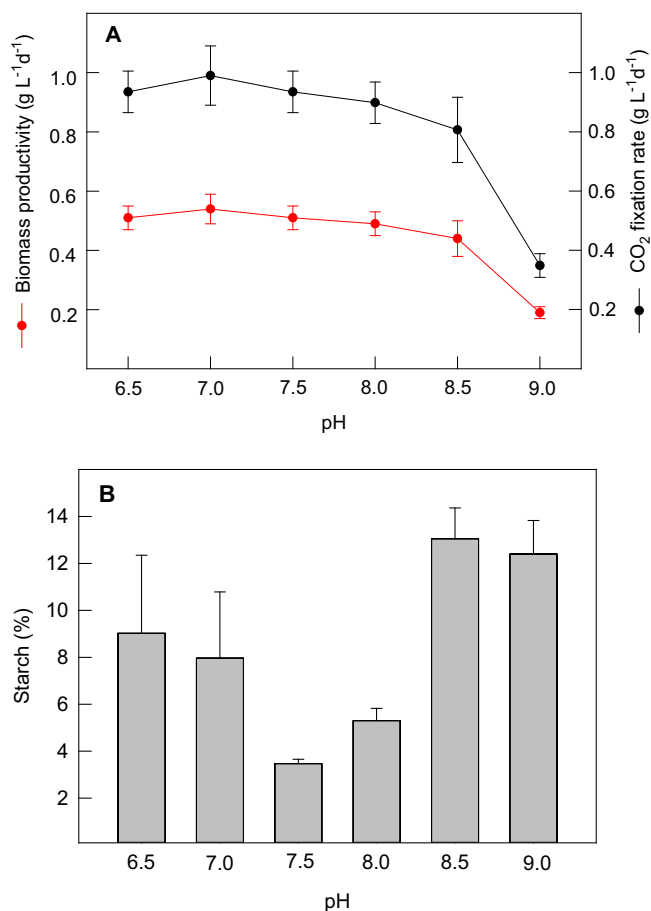 A
Biomass productivity (g L⁻¹d⁻¹)
1.0
0.8
0.6
0.4
0.2
CO₂ fixation rate (g L⁻¹d⁻¹)
1.0
0.8
0.6
0.4
0.2
6.5 7.0 7.5 8.0 8.5 9.0
pH
B
Starch (%)
14
12
10
8
6
4
2
6.5 7.0 7.5 8.0 8.5 9.0
pH